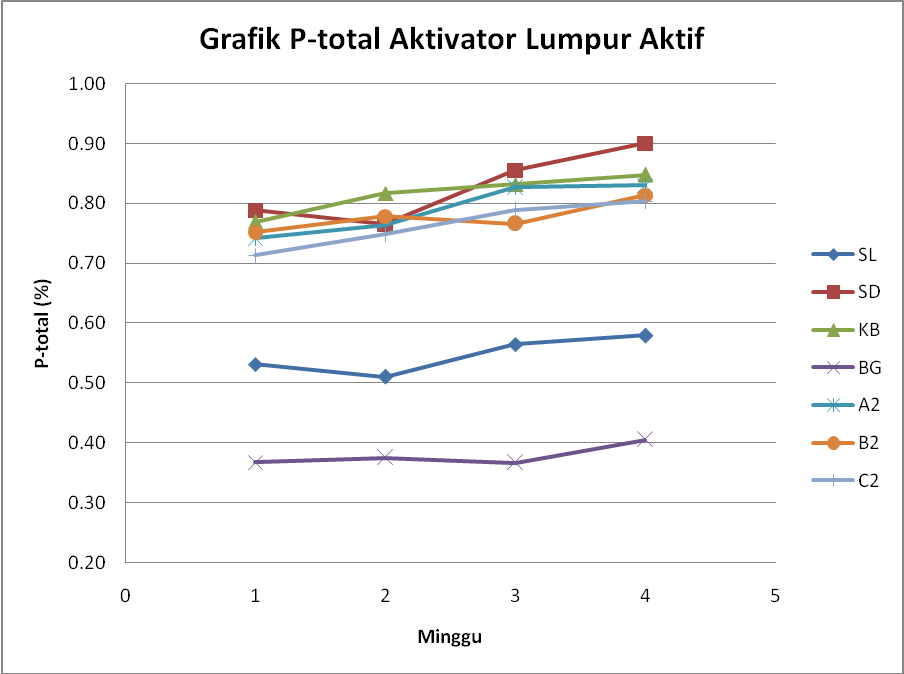 Grafik P-total Aktivator Lumpur Aktif
1.00
0.90
0.80
0.70
0.60
0.50
0.40
0.30
0.20
P-total (%)
0 1 2 3 4 5
Minggu
SL
SD
KB
BG
A2
B2
C2